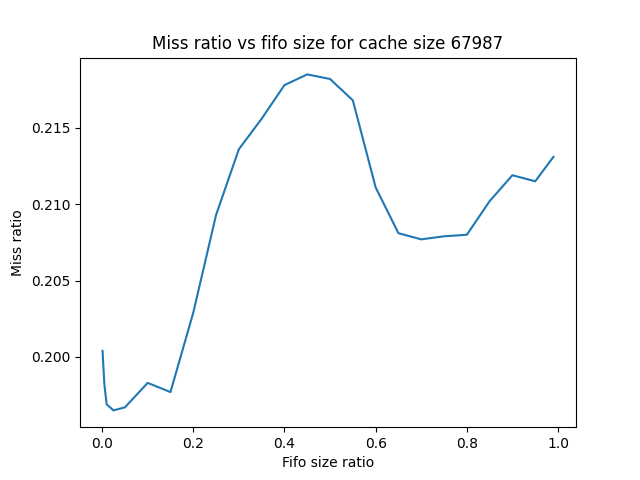 Miss ratio vs fifo size for cache size 67987
0.215
0.210
0.205
0.200
Miss ratio
0.0 0.2 0.4 0.6 0.8 1.0
Fifo size ratio